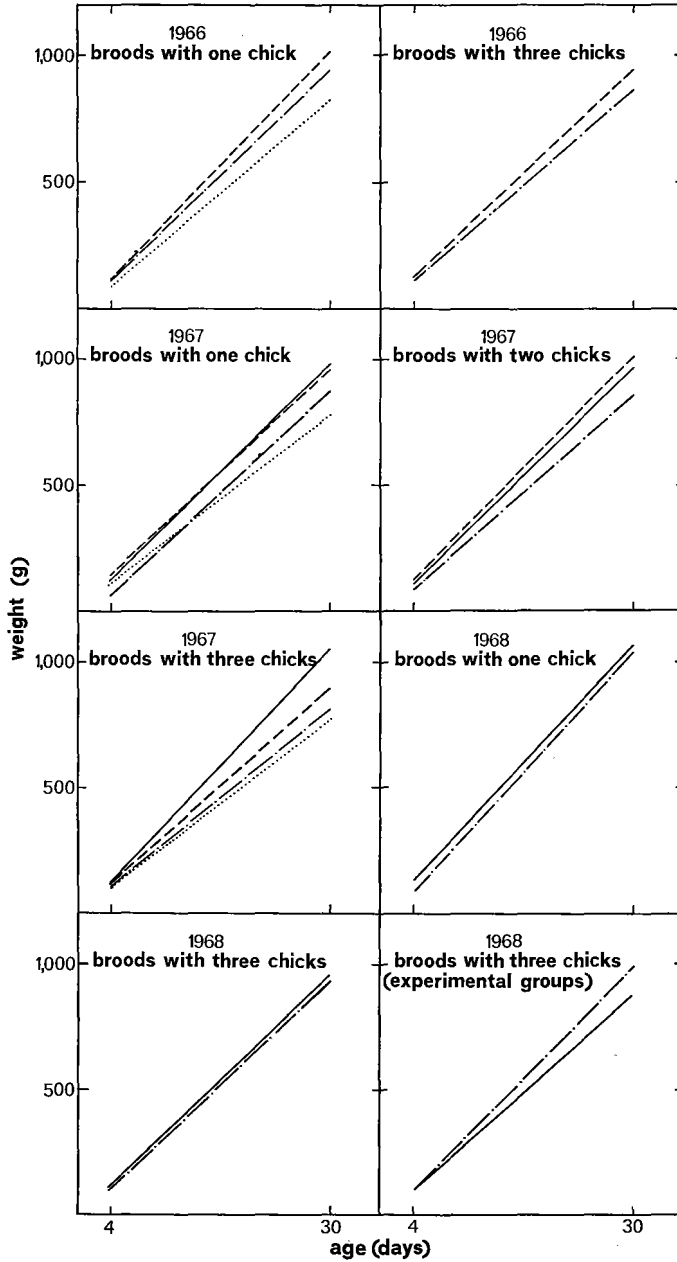 1966
broods with one chick
1966
broods with three chicks
1,000
500
1967
broods with one chick
1967
broods with two chicks
1,000
500
1967
broods with three chicks
1968
broods with one chick
1,000
500
1968
broods with three chicks
1968
broods with three chicks
(experimental groups)
1,000
500
weight (g)
4
30
4
30
age (days)